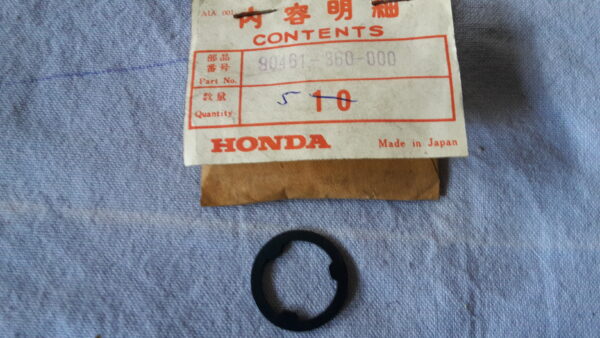 内容明細
CONTENTS
部品番号
Part No.
90461-360-000
数量
Quantity
5 10
HONDA
Made in Japan